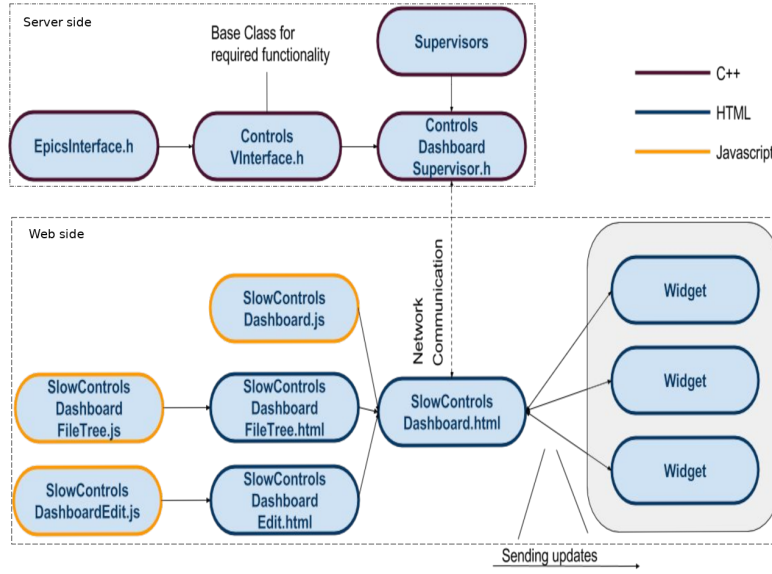 Server side
Base Class for
required functionality
Supervisors
EpicsInterface.h
Controls
VInterface.h
Controls
Dashboard
Supervisor.h
C++
HTML
Javascript
Web side
Network
Communication
SlowControls
Dashboard.js
SlowControls
Dashboard
FileTree.js
SlowControls
Dashboard
FileTree.html
SlowControls
Dashboard.html
SlowControls
DashboardEdit.js
SlowControls
Dashboard
Edit.html
Widget
Widget
Widget
Sending updates